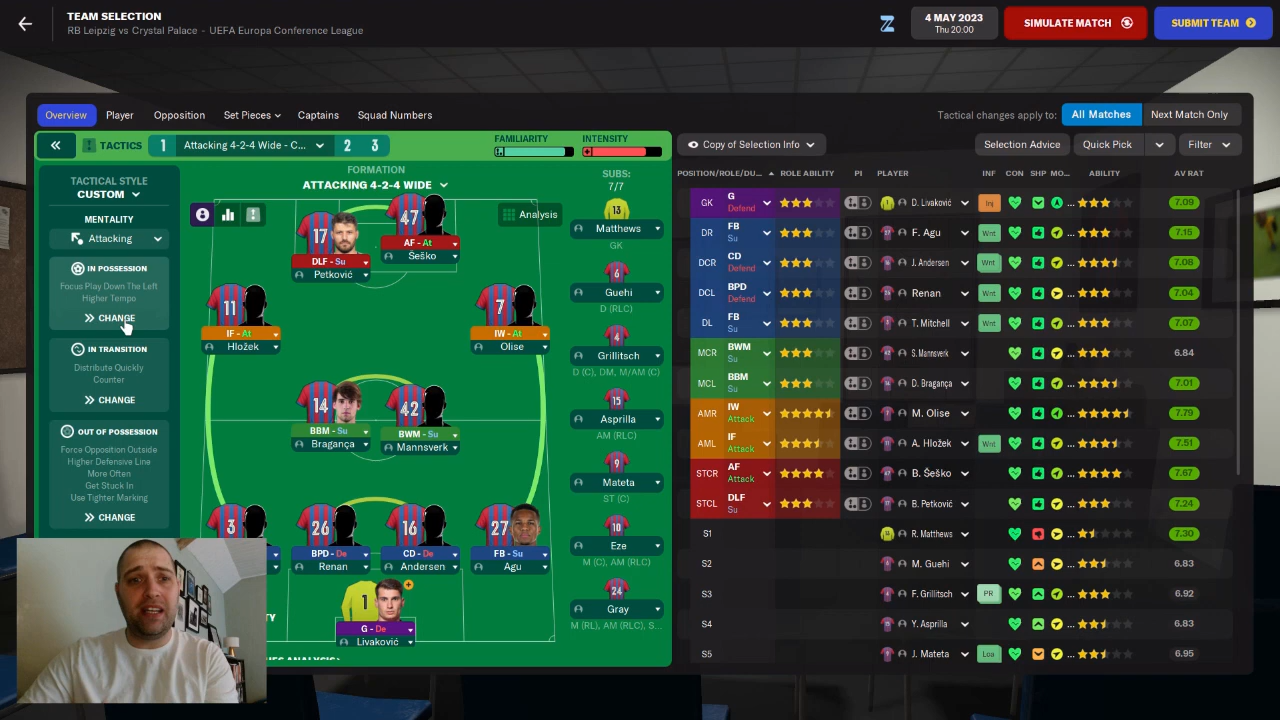 TEAM SELECTION
RB Leipzig vs Crystal Palace - UEFA Europa Conference League
4 MAY 2023
Thu 20:00
SIMULATE MATCH
SUBMIT TEAM
Overview Player Opposition Set Pieces Captains Squad Numbers
Tactical changes apply to: All Matches Next Match Only
TACTICS 1 Attacking 4-2-4 Wide - C... 2 3
FAMILIARITY
INTENSITY
Copy of Selection Info
Selection Advice Quick Pick Filter
TACTICAL STYLE
CUSTOM
MENTALITY
Attacking
IN POSSESSION
Focus Play Down The Left
Higher Tempo
CHANGE
IN TRANSITION
Distribute Quickly
Counter
CHANGE
OUT OF POSSESSION
Force Opposition Outside
Higher Defensive Line
More Often
Get Stuck In
Use Tighter Marking
CHANGE
FORMATION
ATTACKING 4-2-4 WIDE
Analysis
17
DLF - Su
Petković
47
AF - At
Šeško
11
IF - At
Hložek
7
IW - At
Olise
14
BBM - Su
Bragança
42
BWM - Su
Mannsverk
3
26
BPD - De
Renan
16
CD - De
Andersen
27
FB - Su
Agu
1
G - De
Livaković
SUBS:
7/7
13
Matthews
GK
6
Guehi
D (RLC)
4
Grillitsch
D (C), DM, M/AM (C)
15
Asprilla
AM (RLC)
9
Mateta
ST (C)
10
Eze
M (C), AM (RLC)
24
Gray
M (RL), AM (RLC), S...
POSITION/ROLE/DU... ROLE ABILITY PI PLAYER INF CON SHP MO... ABILITY AV RAT
GK G Defend D. Livaković Inj 7.09
DR FB Su F. Agu Wnt 7.15
DCR CD Defend J. Andersen Wnt 7.06
DCL BPD Defend Renan Wnt 7.04
DL FB Su T. Mitchell Wnt 7.07
MCR BWM Su S. Mannsverk 6.84
MCL BBM Su D. Bragança 7.01
AMR IW Attack M. Olise 7.79
AML IF Attack A. Hložek Wnt 7.51
STCR AF Attack B. Šeško 7.67
STCL DLF Su B. Petković 7.24
S1 R. Matthews 7.30
S2 M. Guehi 6.83
S3 F. Grillitsch PR 6.92
S4 Y. Asprilla 6.83
S5 J. Mateta Loa 6.95